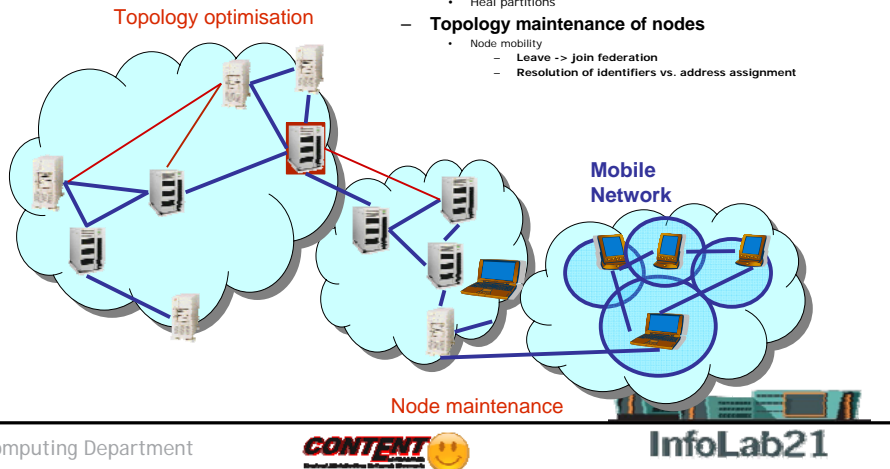 • Heal partitions
Topology optimisation
– Topology maintenance of nodes
• Node mobility
– Leave -> join federation
– Resolution of identifiers vs. address assignment
Mobile
Network
Node maintenance
omputing Department
CONTENT
InfoLab21